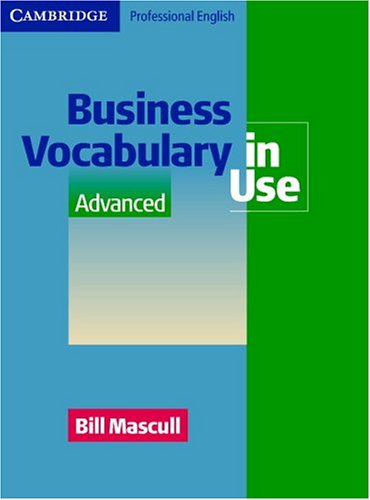 CAMBRIDGE Professional English
Business
Vocabulary in
Advanced Use
Bill Mascull